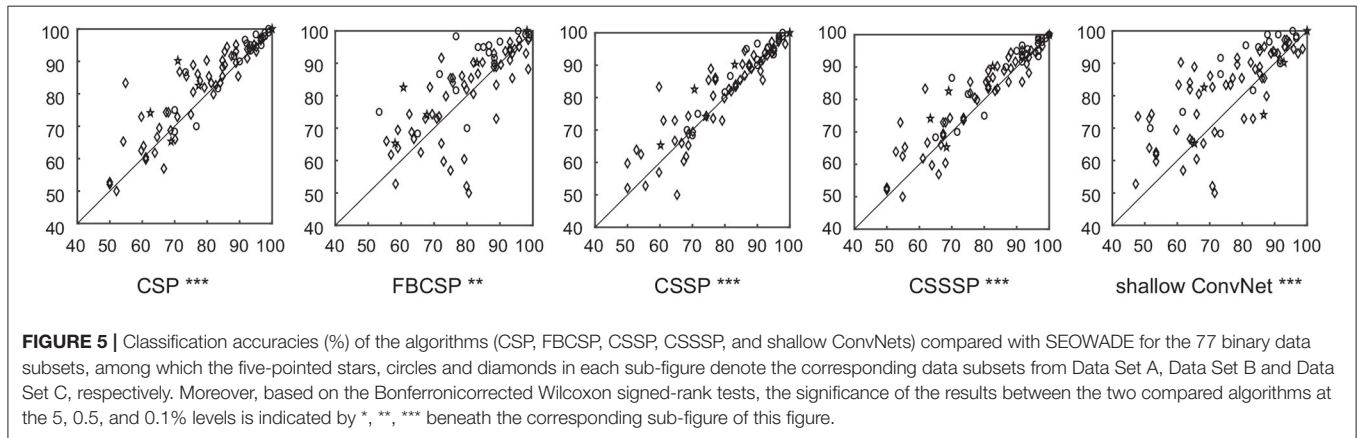 100
90
80
70
60
50
40
40 50 60 70 80 90 100
CSP ***
100
90
80
70
60
50
40
40 50 60 70 80 90 100
FBCSP **
100
90
80
70
60
50
40
40 50 60 70 80 90 100
CSSP ***
100
90
80
70
60
50
40
40 50 60 70 80 90 100
CSSSP ***
100
90
80
70
60
50
40
40 50 60 70 80 90 100
shallow ConvNet ***
FIGURE 5 | Classification accuracies (%) of the algorithms (CSP, FBCSP, CSSP, CSSSP, and shallow ConvNets) compared with SEOWADE for the 77 binary data
subsets, among which the five-pointed stars, circles and diamonds in each sub-figure denote the corresponding data subsets from Data Set A, Data Set B and Data
Set C, respectively. Moreover, based on the Bonferronicorrected Wilcoxon signed-rank tests, the significance of the results between the two compared algorithms at
the 5, 0.5, and 0.1% levels is indicated by *, **, *** beneath the corresponding sub-figure of this figure.